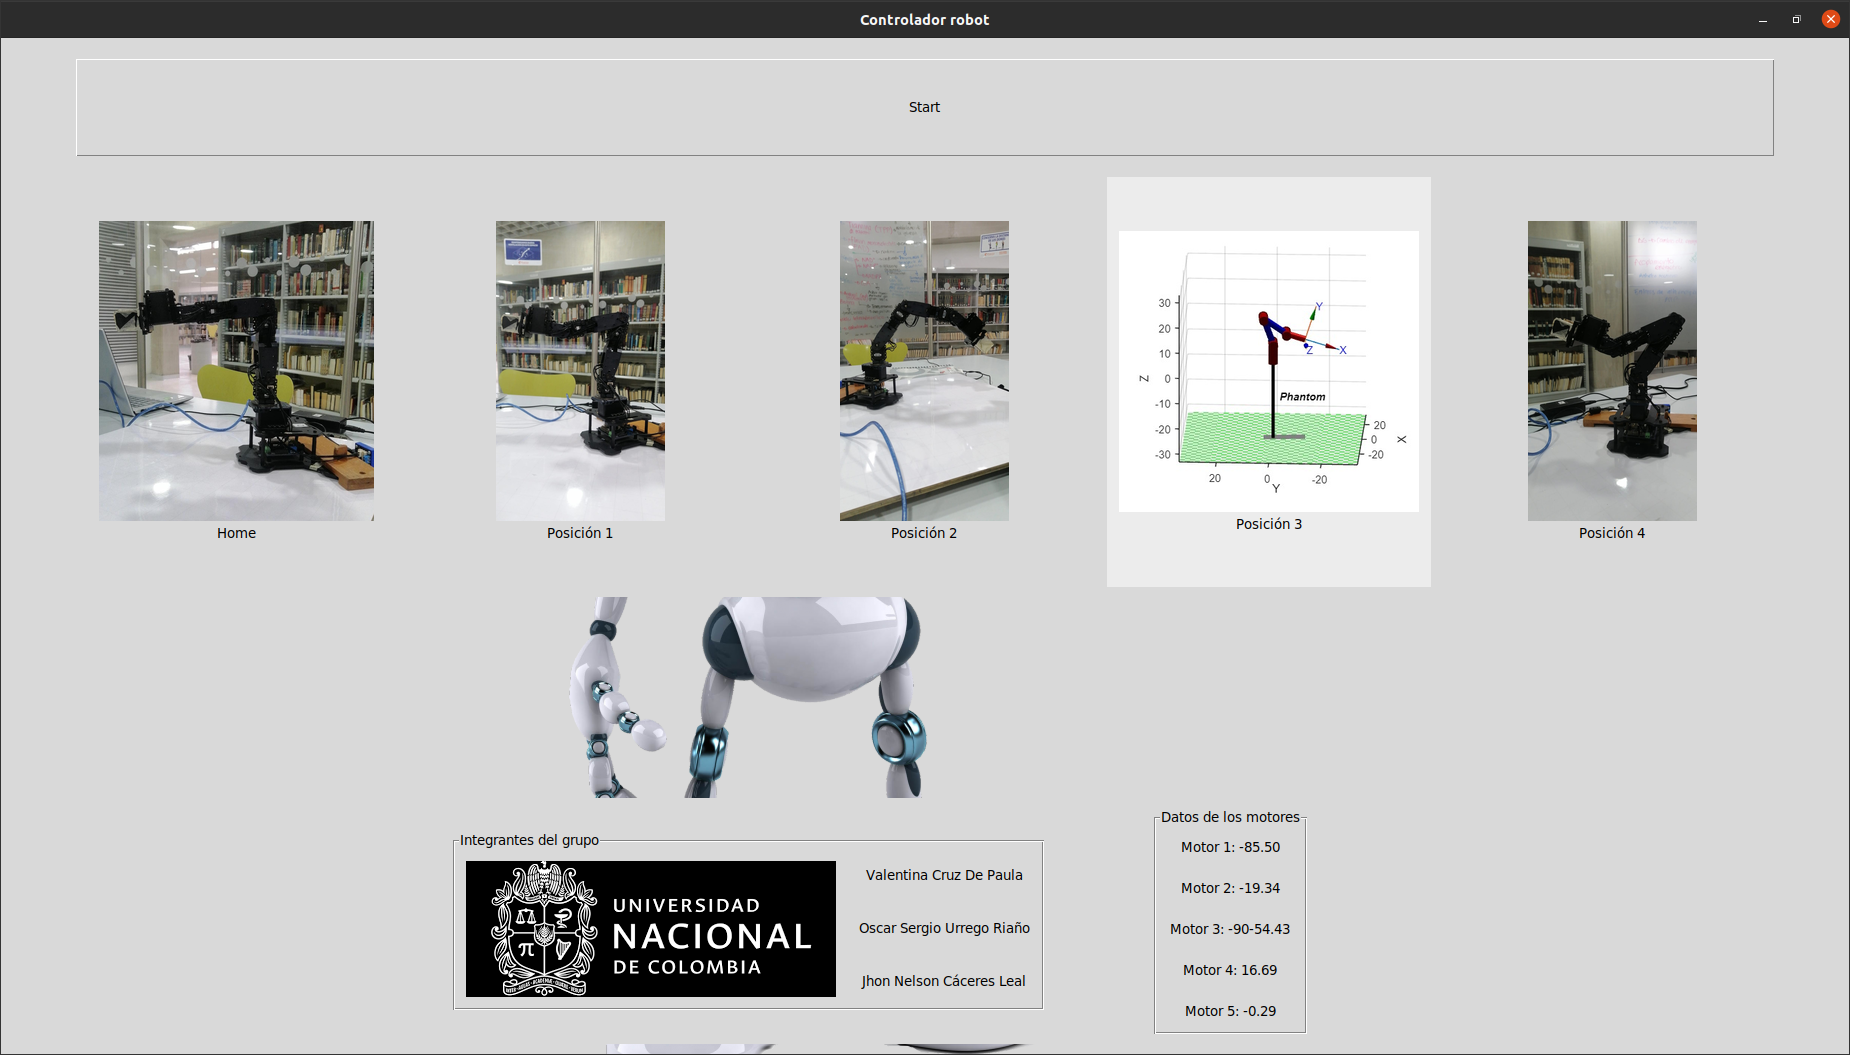 Controlador robot
Start
Home
Posición 1
Posición 2
30
20
10
0
-10
-20
-30
Z
Y
X
Z
Phantom
20
0
-20
X
20
0
-20
Y
Posición 3
Posición 4
Integrantes del grupo
UNIVERSIDAD
NACIONAL
DE COLOMBIA
Valentina Cruz De Paula
Oscar Sergio Urrego Riaño
Jhon Nelson Cáceres Leal
Datos de los motores
Motor 1: -85.50
Motor 2: -19.34
Motor 3: -90-54.43
Motor 4: 16.69
Motor 5: -0.29